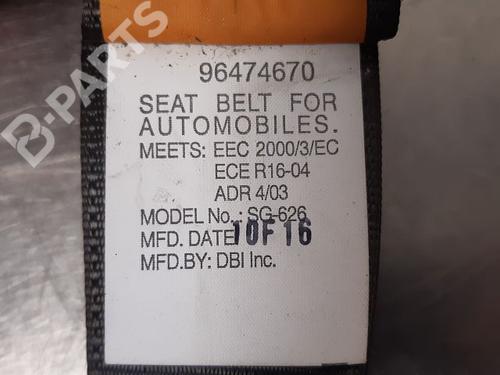 B-PARTS
96474670
SEAT BELT FOR
AUTOMOBILES.
MEETS: EEC 2000/3/EC
ECE R16-04
ADR 4/03
MODEL No.: SG-626
MFD. DATE 10F16
MFD.BY: DBI Inc.